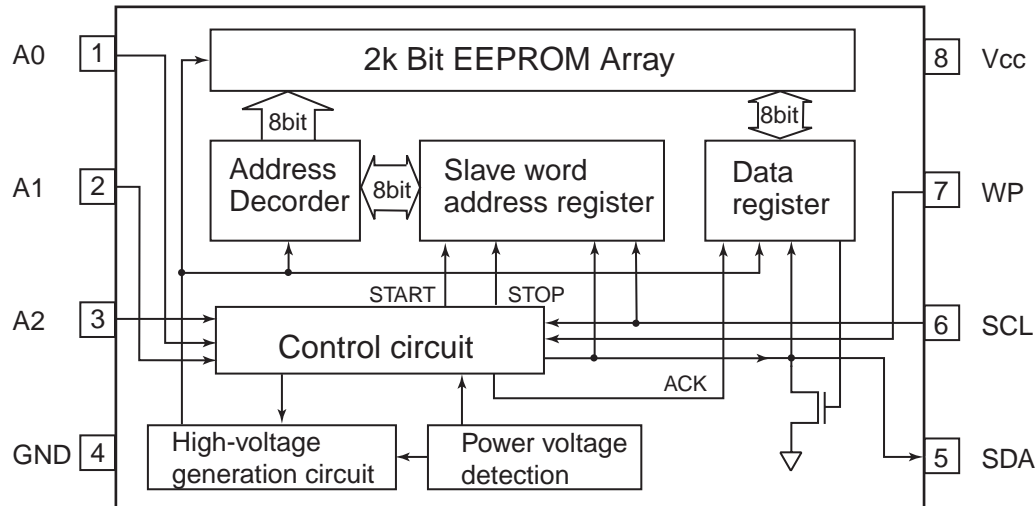 A0
1
2k Bit EEPROM Array
8
Vcc
8bit
8bit
A1
2
Address
Decorder
8bit
Slave word
address register
Data
register
7
WP
START
STOP
A2
3
Control circuit
6
SCL
ACK
GND
4
High-voltage
generation circuit
Power voltage
detection
5
SDA